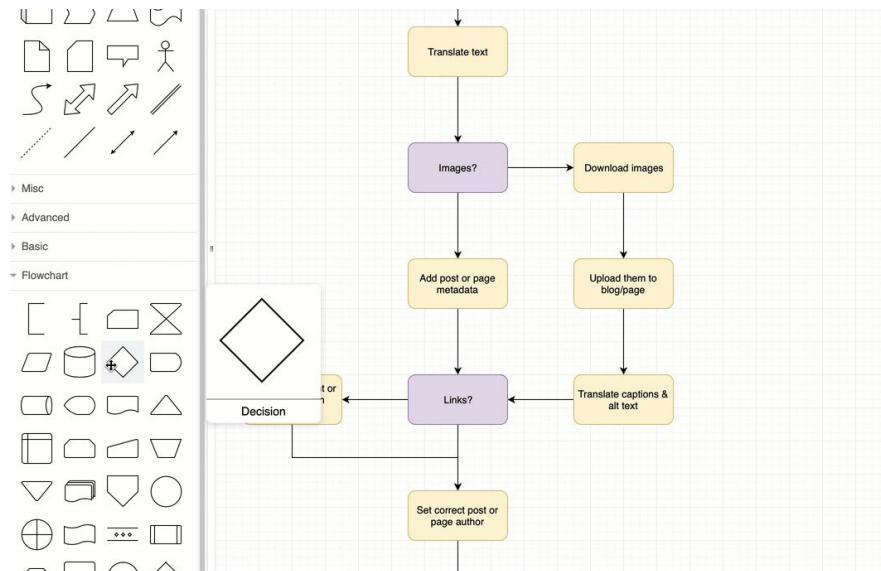 Misc
Advanced
Basic
Flowchart
Decision
Translate text
Images?
Download images
Add post or page
metadata
Upload them to
blog/page
Links?
Translate captions &
alt text
Set correct post or
page author